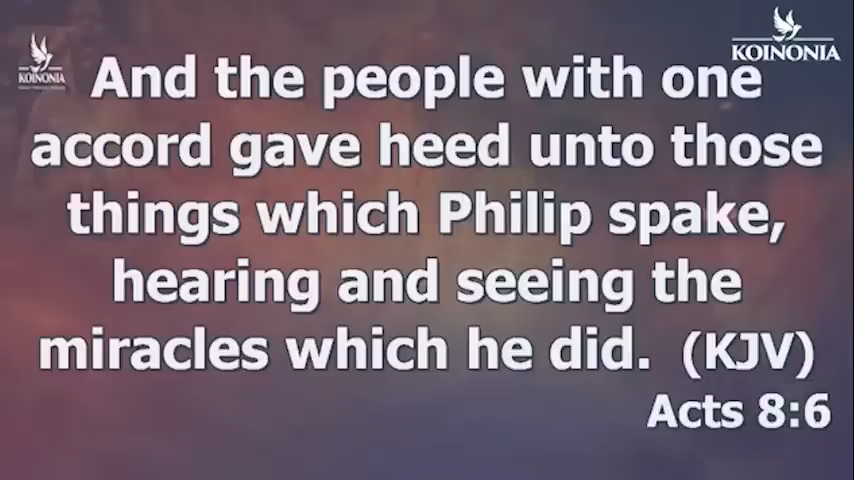 KOINONIA
KOINONIA
And the people with one
accord gave heed unto those
things which Philip spake,
hearing and seeing the
miracles which he did. (KJV)
Acts 8:6